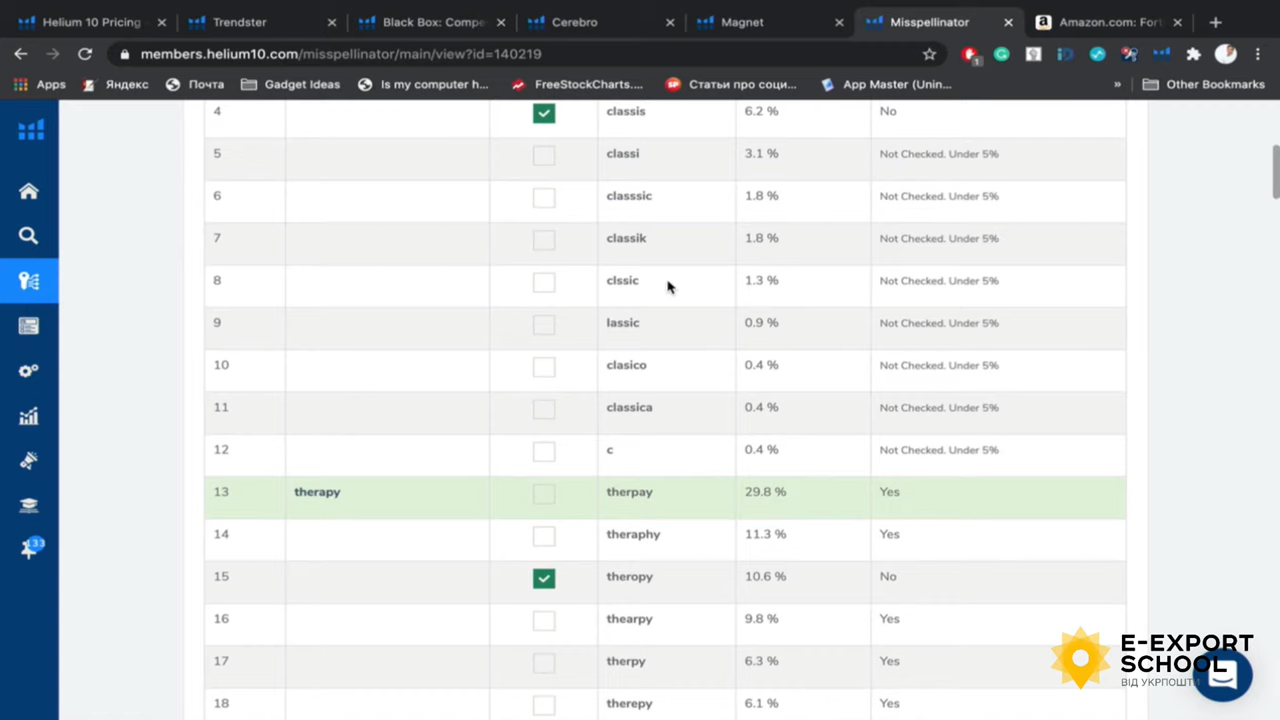 Helium 10 Pricing
Trendster
Black Box: Compe
Cerebro
Magnet
Misspellinator
Amazon.com: Fort
members.helium10.com/misspellinator/main/view?id=140219
1
Apps
Яндекс
Почта
Gadget Ideas
Is my computer h...
FreeStockCharts....
SP
Статьи про соци...
App Master (Unin...
»
Other Bookmarks
4 classis 6.2 % No
5 classi 3.1 % Not Checked. Under 5%
6 classsic 1.8 % Not Checked. Under 5%
7 classik 1.8 % Not Checked. Under 5%
8 clssic 1.3 % Not Checked. Under 5%
9 lassic 0.9 % Not Checked. Under 5%
10 clasico 0.4 % Not Checked. Under 5%
11 classica 0.4 % Not Checked. Under 5%
12 c 0.4 % Not Checked. Under 5%
13 therapy therpay 29.8 % Yes
14 theraphy 11.3 % Yes
15 theropy 10.6 % No
16 thearpy 9.8 % Yes
17 therpy 6.3 % Yes
18 therepy 6.1 % Yes
133
E-EXPORT
SCHOOL
ВІД УКРПОШТИ